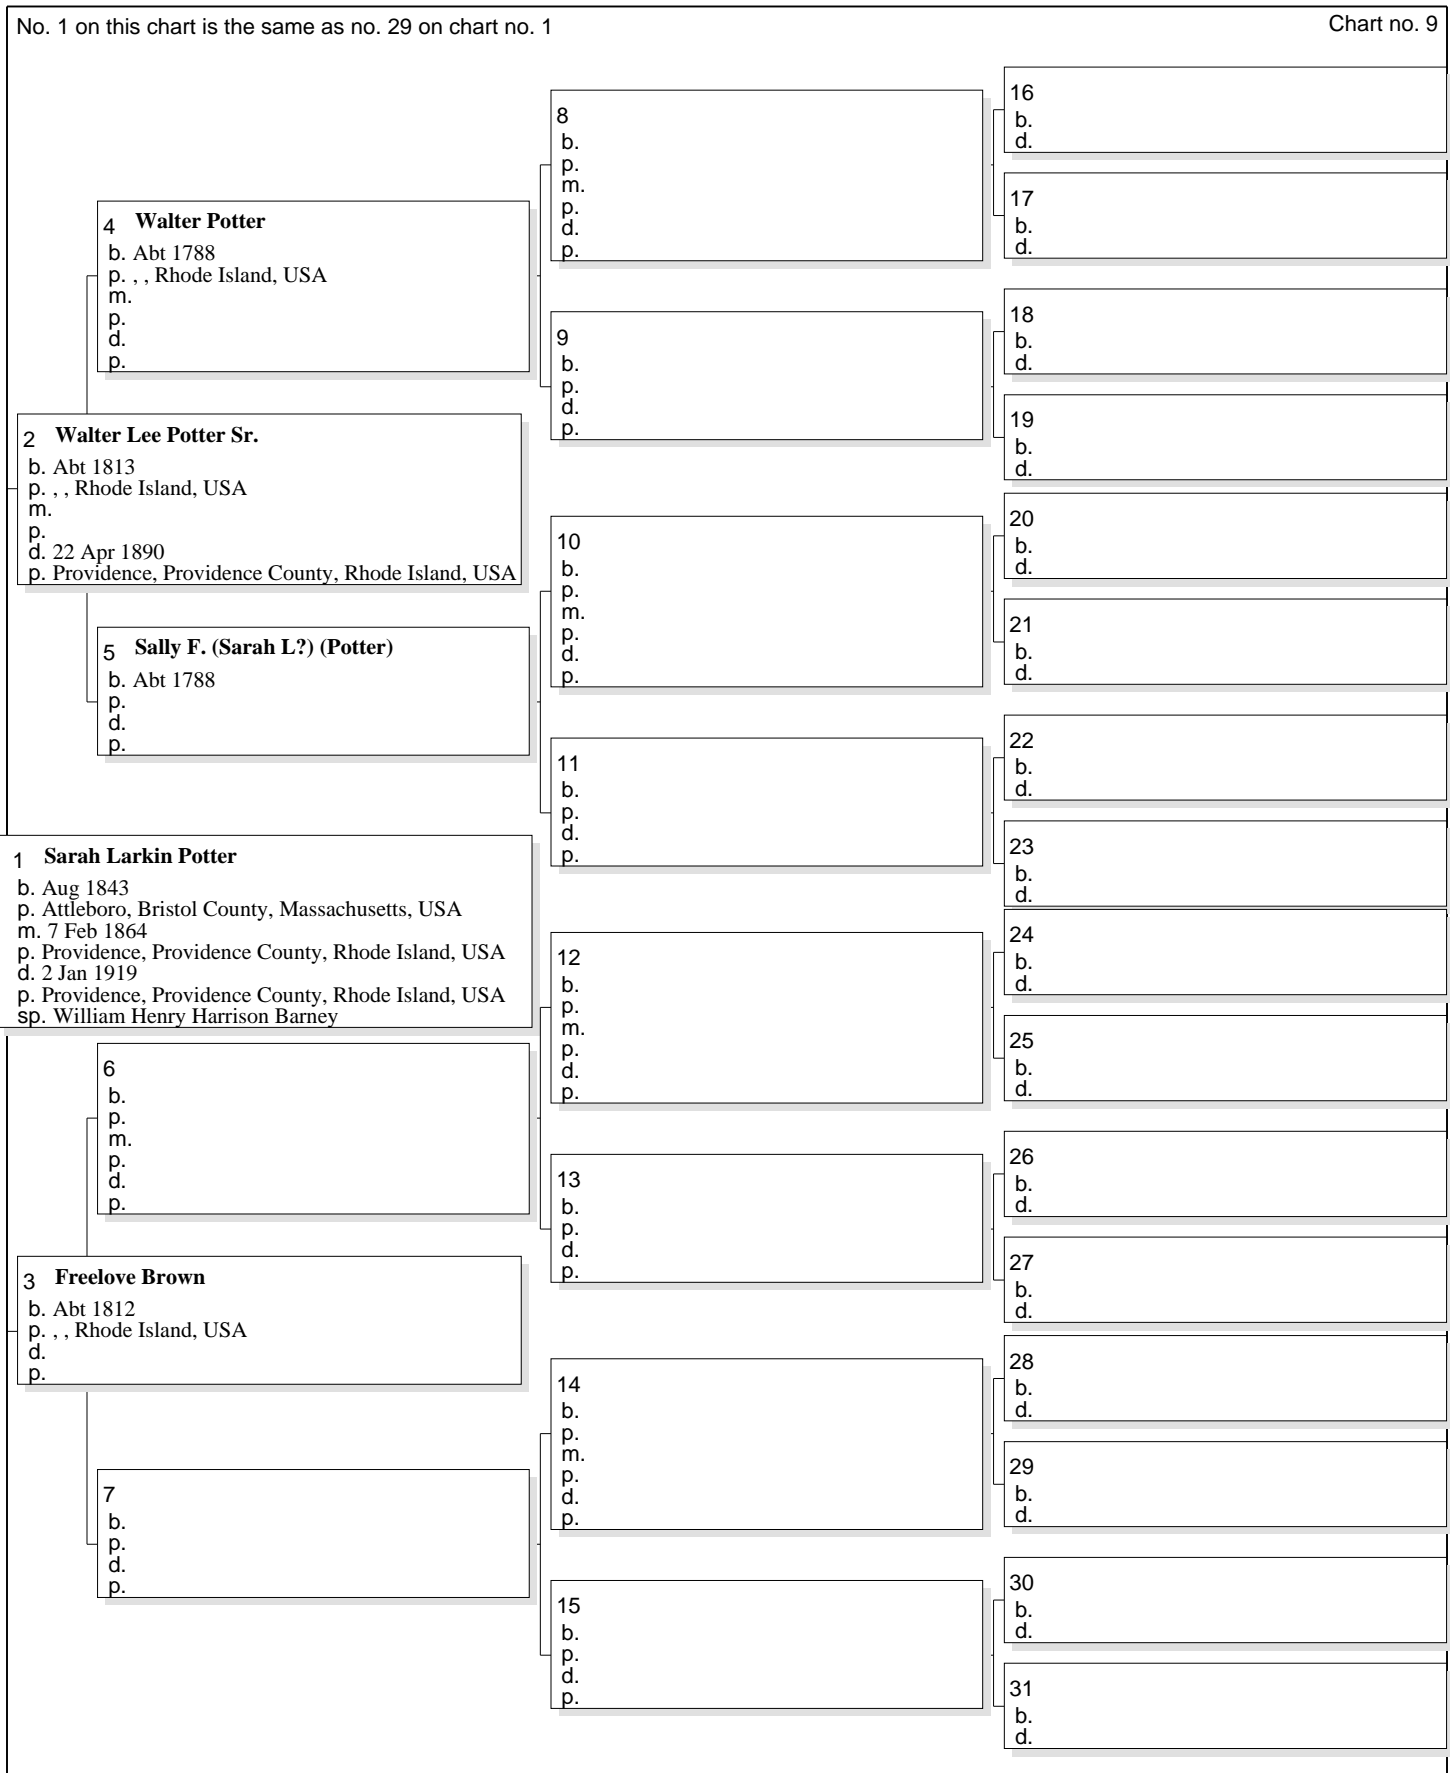 No. 1 on this chart is the same as no. 29 on chart no. 1
Chart no. 9
4 Walter Potter
b. Abt 1788
p. , , Rhode Island, USA
m.
p.
d.
p.
2 Walter Lee Potter Sr.
b. Abt 1813
p. , , Rhode Island, USA
m.
p.
d. 22 Apr 1890
p. Providence, Providence County, Rhode Island, USA
5 Sally F. (Sarah L?) (Potter)
b. Abt 1788
p.
d.
p.
1 Sarah Larkin Potter
b. Aug 1843
p. Attleboro, Bristol County, Massachusetts, USA
m. 7 Feb 1864
p. Providence, Providence County, Rhode Island, USA
d. 2 Jan 1919
p. Providence, Providence County, Rhode Island, USA
sp. William Henry Harrison Barney
6
b.
p.
m.
p.
d.
p.
3 Freelove Brown
b. Abt 1812
p. , , Rhode Island, USA
d.
p.
7
b.
p.
d.
p.
8
b.
p.
m.
p.
d.
p.
9
b.
p.
d.
p.
10
b.
p.
m.
p.
d.
p.
11
b.
p.
d.
p.
12
b.
p.
m.
p.
d.
p.
13
b.
p.
d.
p.
14
b.
p.
m.
p.
d.
p.
15
b.
p.
d.
p.
16
b.
d.
17
b.
d.
18
b.
d.
19
b.
d.
20
b.
d.
21
b.
d.
22
b.
d.
23
b.
d.
24
b.
d.
25
b.
d.
26
b.
d.
27
b.
d.
28
b.
d.
29
b.
d.
30
b.
d.
31
b.
d.